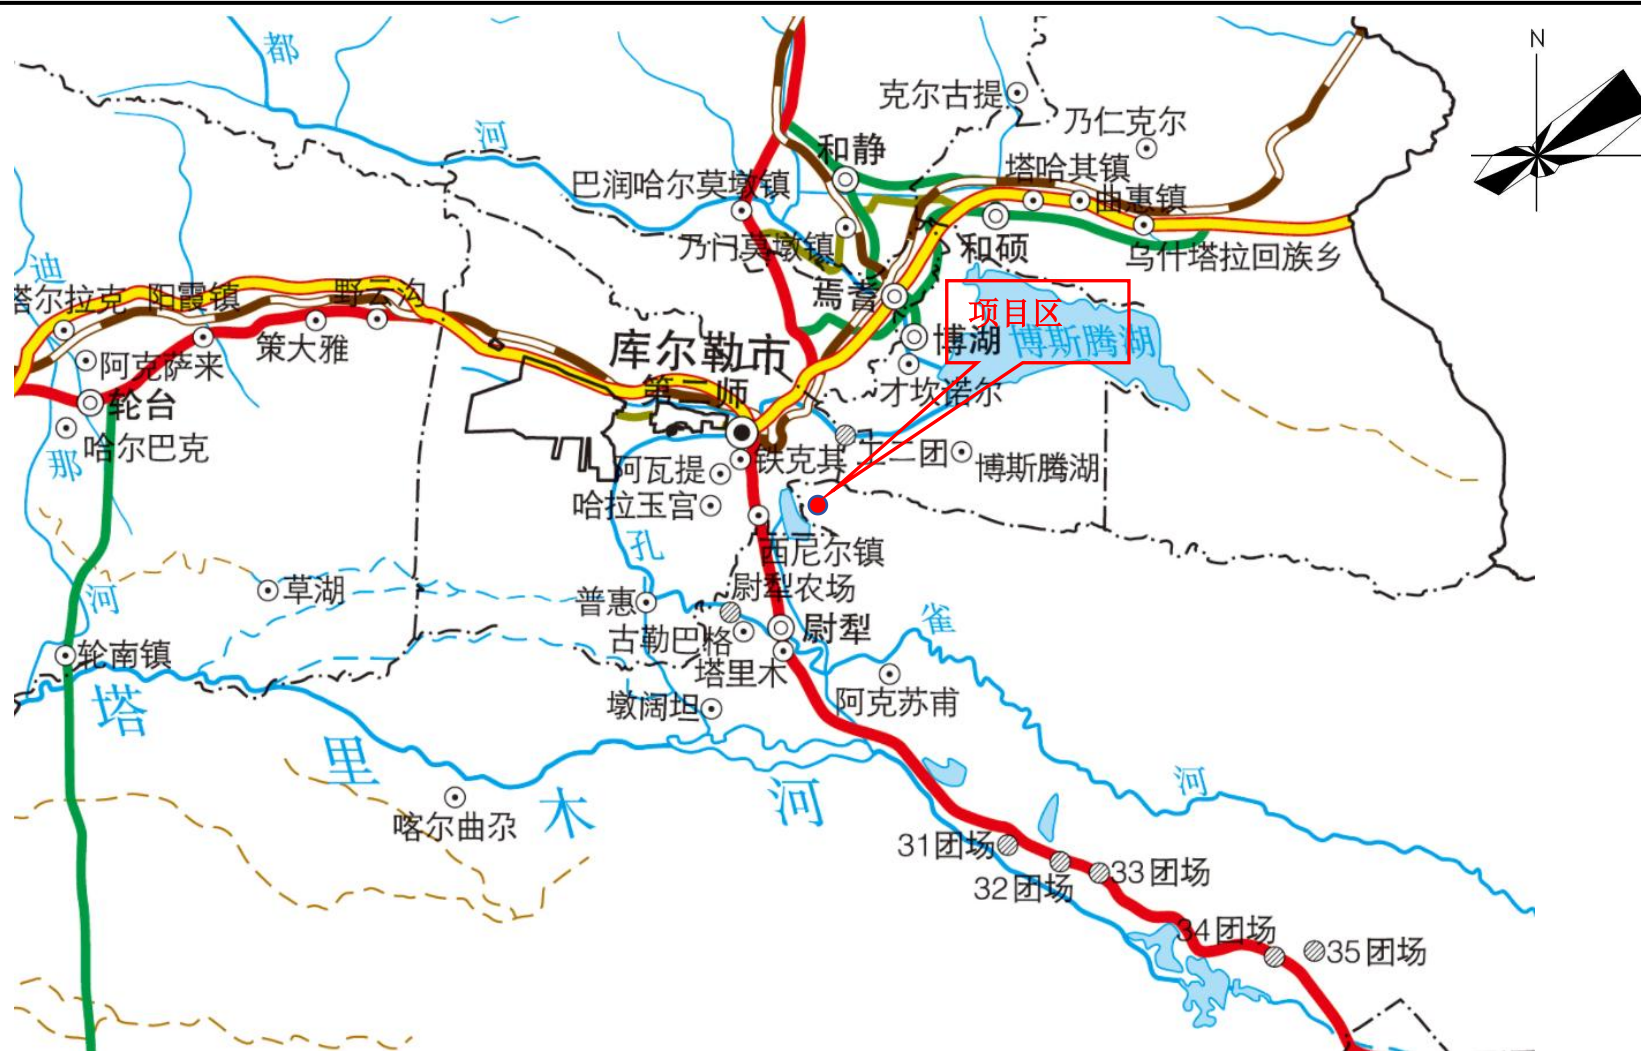 都
N
克尔古提
乃仁克尔
河
和静
塔哈其镇
巴润哈尔莫墩镇
曲惠镇
乃门莫墩镇
和硕
乌什塔拉回族乡
迪
塔尔拉克
阳霞镇
野云沟
焉耆
项目区
博湖
博斯腾湖
策大雅
库尔勒市
阿克萨来
第二师
才坎诺尔
轮台
哈尔巴克
那
铁克其
二十二团
博斯腾湖
阿瓦提
哈拉玉宫
孔
西尼尔镇
草湖
河
普惠
尉犁农场
雀
古勒巴格
尉犁
轮南镇
塔里木
塔
墩阔坦
阿克苏甫
里
河
木
河
喀尔曲尕
31团场
32团场
33团场
34团场
35团场